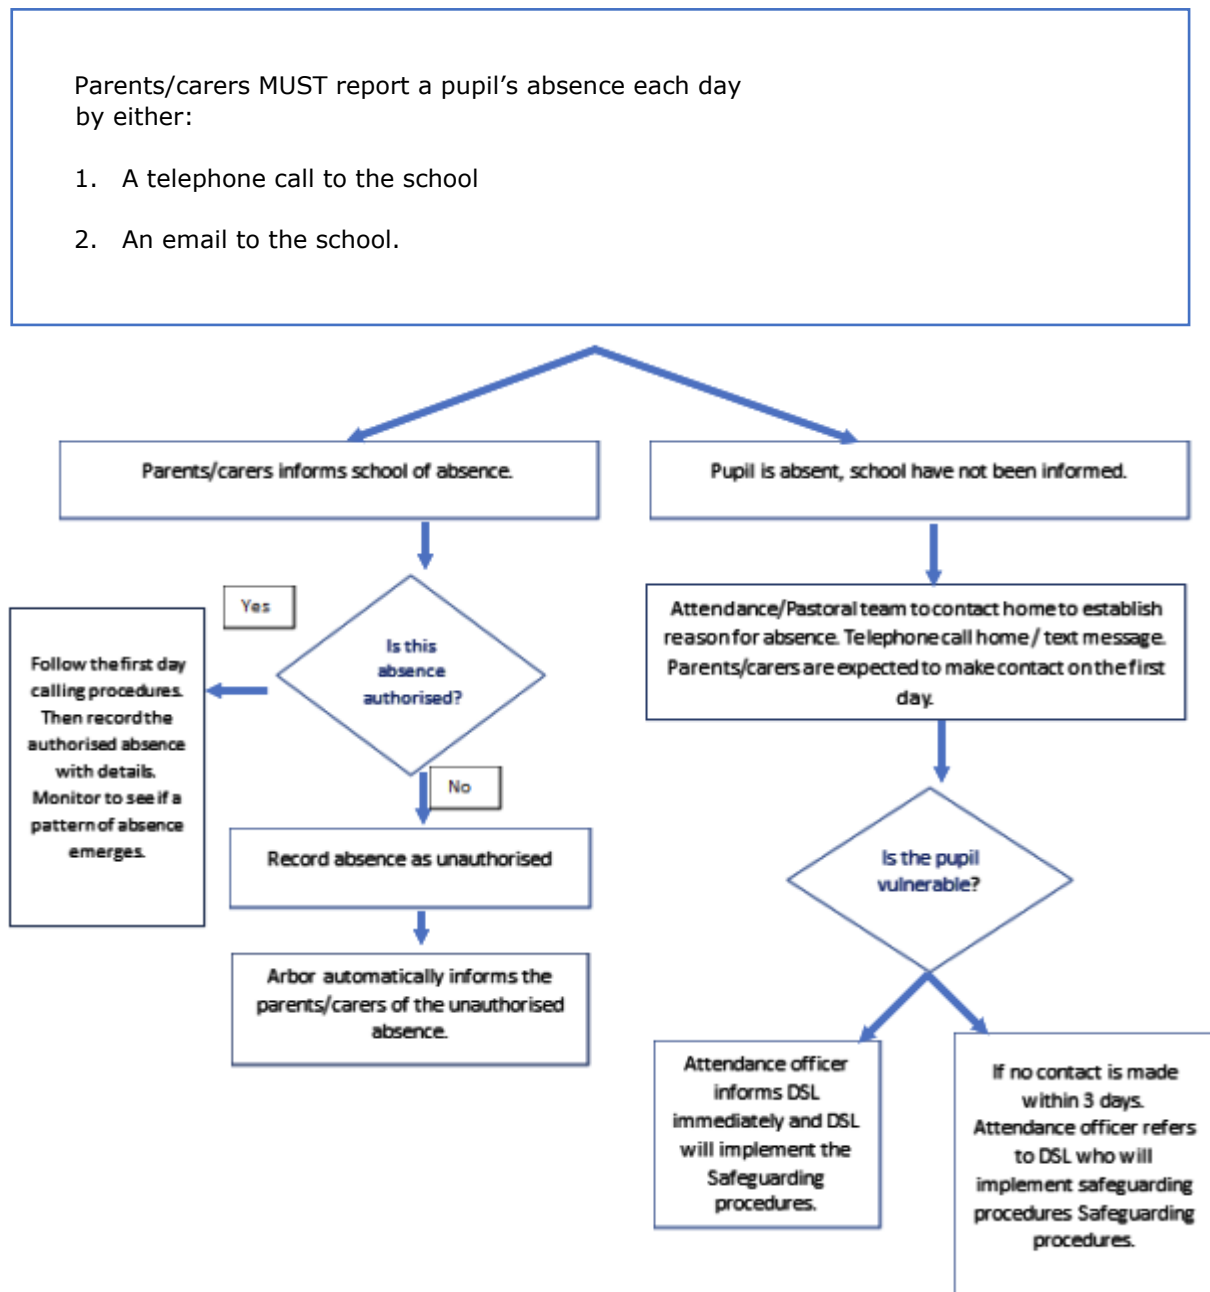 Parents/carers MUST report a pupil's absence each day
by either:
1. A telephone call to the school
2. An email to the school.
Parents/carers informs school of absence.
Pupil is absent, school have not been informed.
Yes
Is this
absence
authorised?
Follow the first day
calling procedures.
Then record the
authorised absence
with details.
Monitor to see if a
pattern of absence
emerges.
No
Record absence as unauthorised
Arbor automatically informs the
parents/carers of the unauthorised
absence.
Attendance/Pastoral team to contact home to establish
reason for absence. Telephone call home / text message.
Parents/carers are expected to make contact on the first
day.
Is the pupil
vulnerable?
Attendance officer
informs DSL
immediately and DSL
will implement the
Safeguarding
procedures.
If no contact is made
within 3 days.
Attendance officer refers
to DSL who will
implement safeguarding
procedures Safeguarding
procedures.